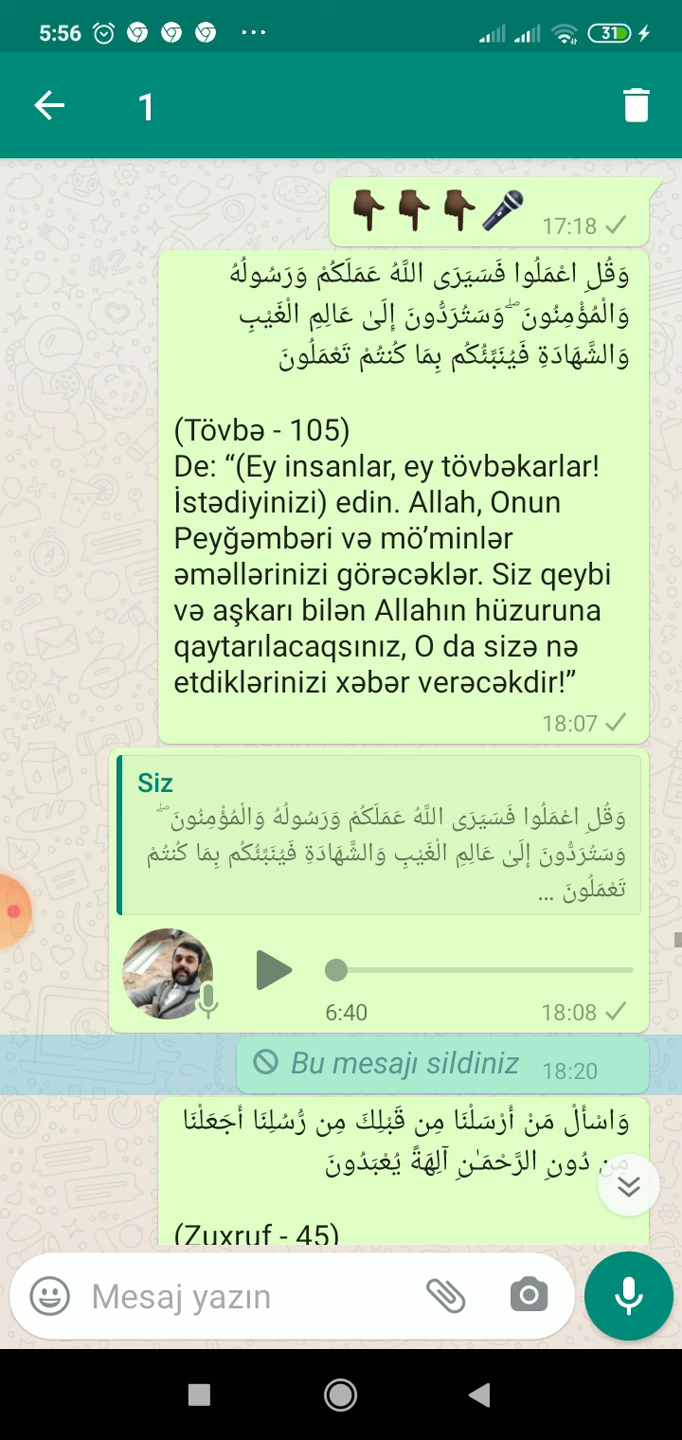 5:56
31
1
17:18
وَقُلِ اعْمَلُوا فَسَيَرَى اللَّهُ عَمَلَكُمْ وَرَسُولُهُ
وَالْمُؤْمِنُونَ ۖ وَسَتُرَدُّونَ إِلَىٰ عَالِمِ الْغَيْبِ
وَالشَّهَادَةِ فَيُنَبِّئُكُم بِمَا كُنتُمْ تَعْمَلُونَ
(Tövbə - 105)
De: “(Ey insanlar, ey tövbəkarlar!
İstədiyinizi) edin. Allah, Onun
Peyğəmbəri və mö’minlər
əməllərinizi görəcəklər. Siz qeybi
və aşkarı bilən Allahın hüzuruna
qaytarılacaqsınız, O da sizə nə
etdiklərinizi xəbər verəcəkdir!”
18:07
Siz
وَقُلِ اعْمَلُوا فَسَيَرَى اللَّهُ عَمَلَكُمْ وَرَسُولُهُ وَالْمُؤْمِنُونَ ۖ
وَسَتُرَدُّونَ إِلَىٰ عَالِمِ الْغَيْبِ وَالشَّهَادَةِ فَيُنَبِّئُكُم بِمَا كُنتُمْ
تَعْمَلُونَ ...
6:40
18:08
Bu mesajı sildiniz 18:20
وَاسْأَلْ مَنْ أَرْسَلْنَا مِن قَبْلِكَ مِن رُّسُلِنَا أَجَعَلْنَا
مِن دُونِ الرَّحْمَـٰنِ آلِهَةً يُعْبَدُونَ
(Zuxruf - 45)
Mesaj yazın